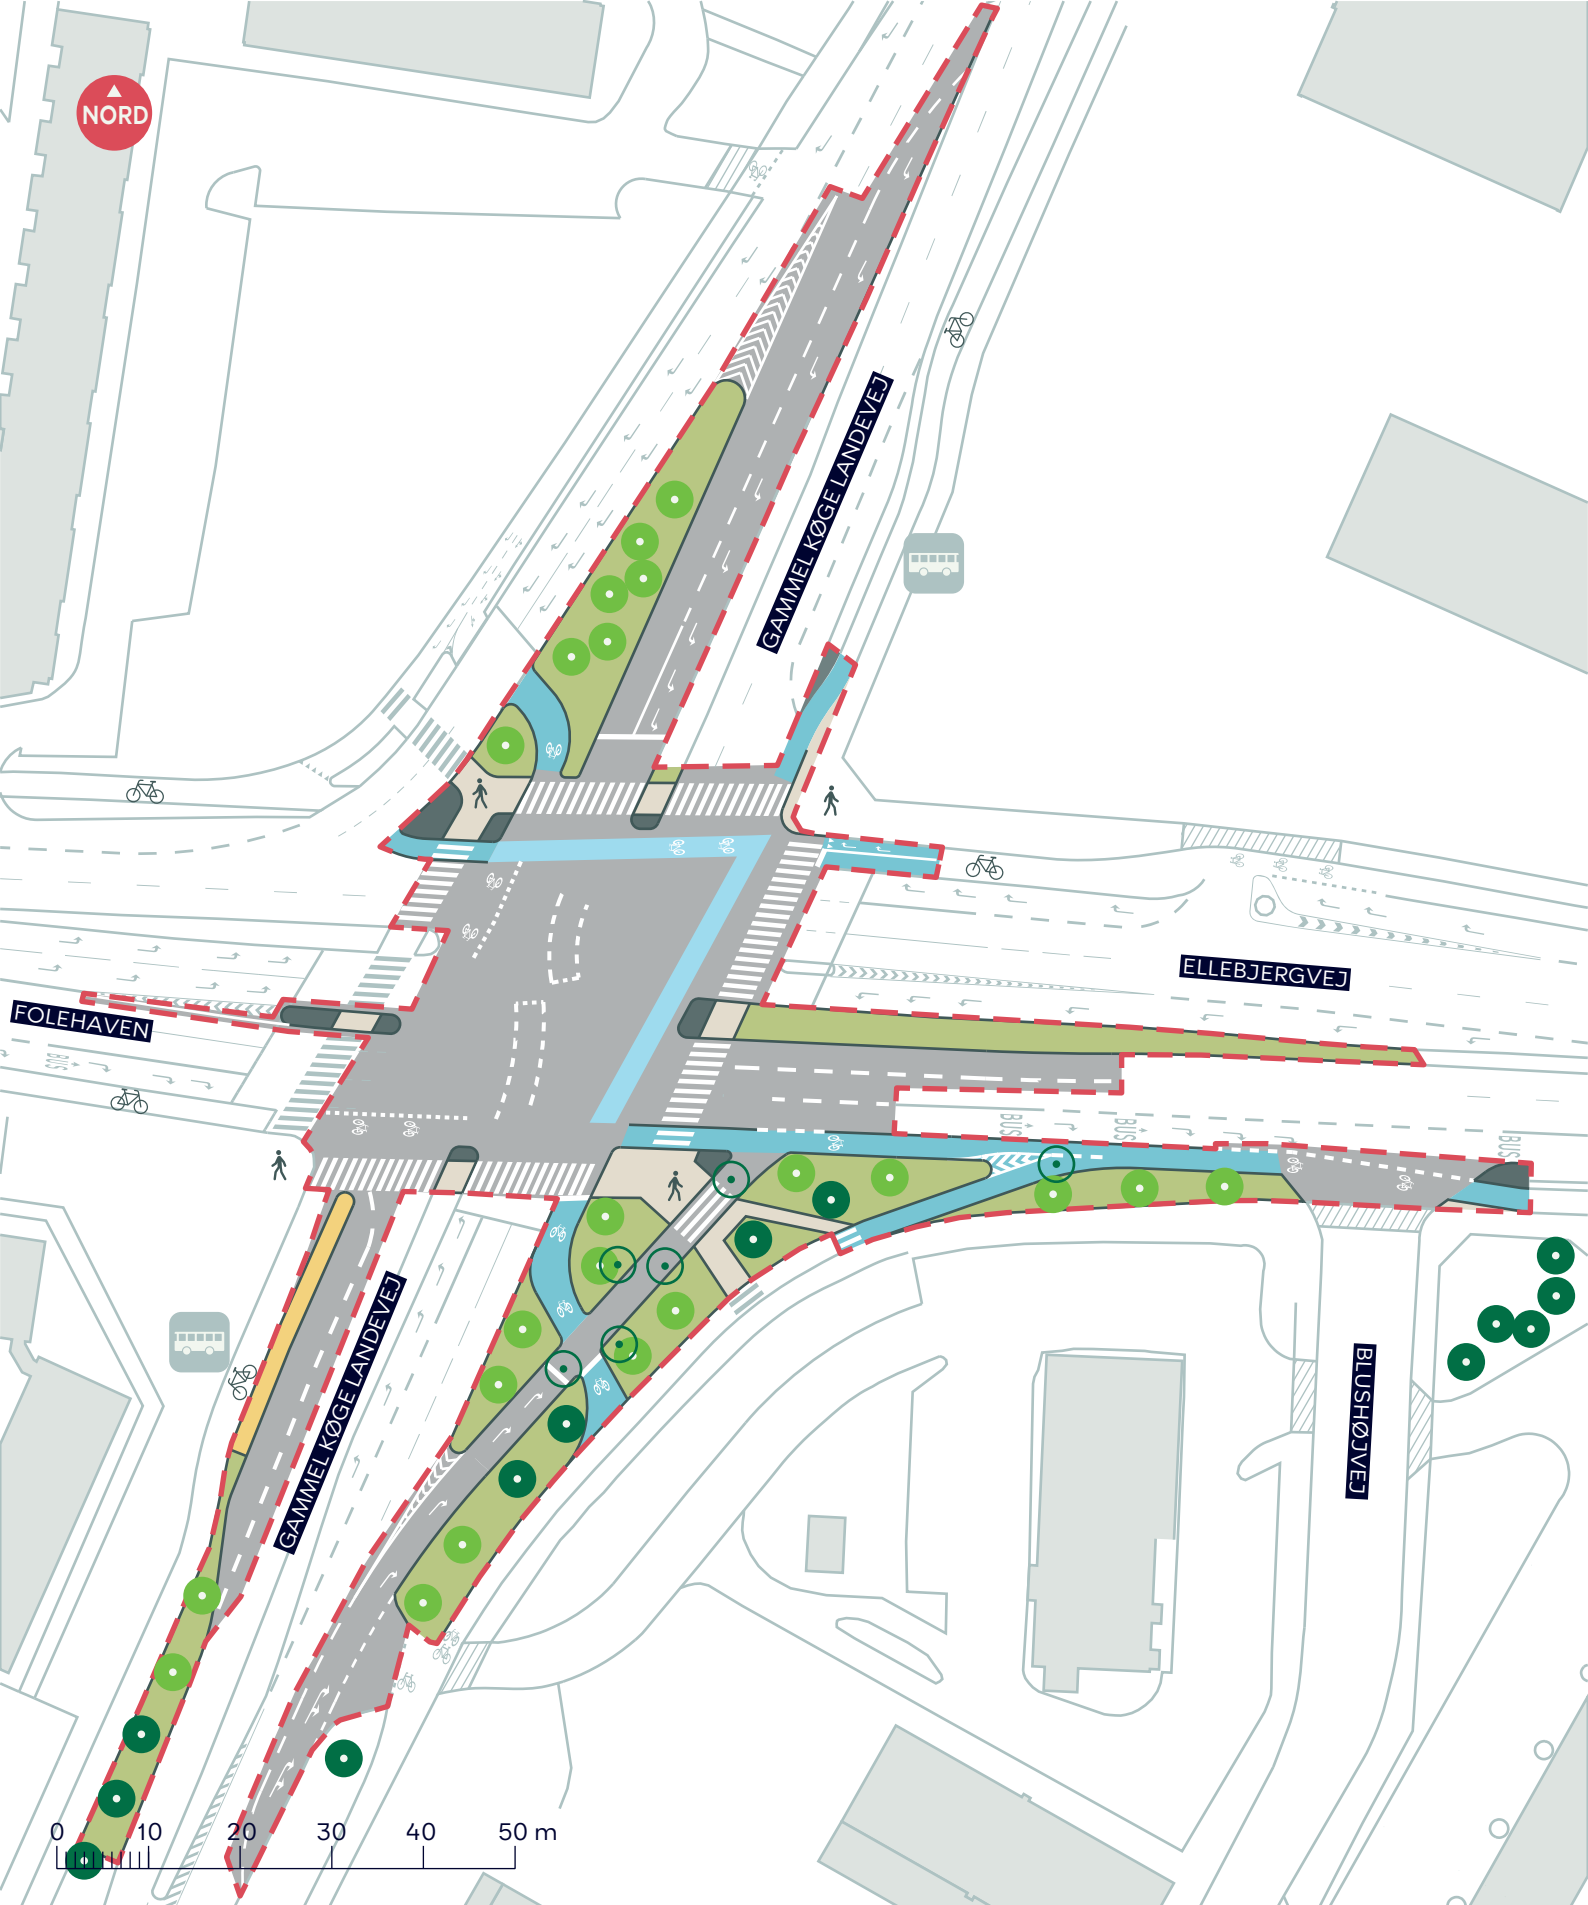 NORD
GAMMEL KØGE LANDEVEJ
ELLEBJERGVEJ
FOLEHAVEN
BUS
BUS
BUS
BUS
GAMMEL KØGE LANDEVEJ
BLUSHØJVEJ
0 10 20 30 40 50 m